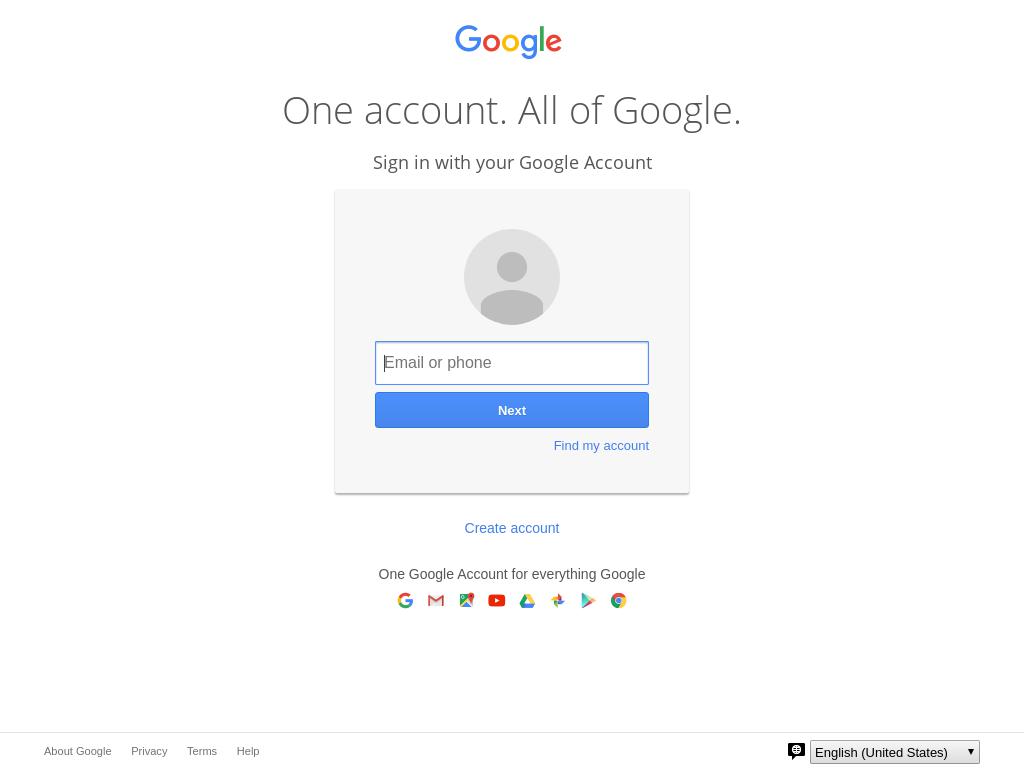 Google
One account. All of Google.
Sign in with your Google Account
Email or phone
Next
Find my account
Create account
One Google Account for everything Google
About Google Privacy Terms Help English (United States)